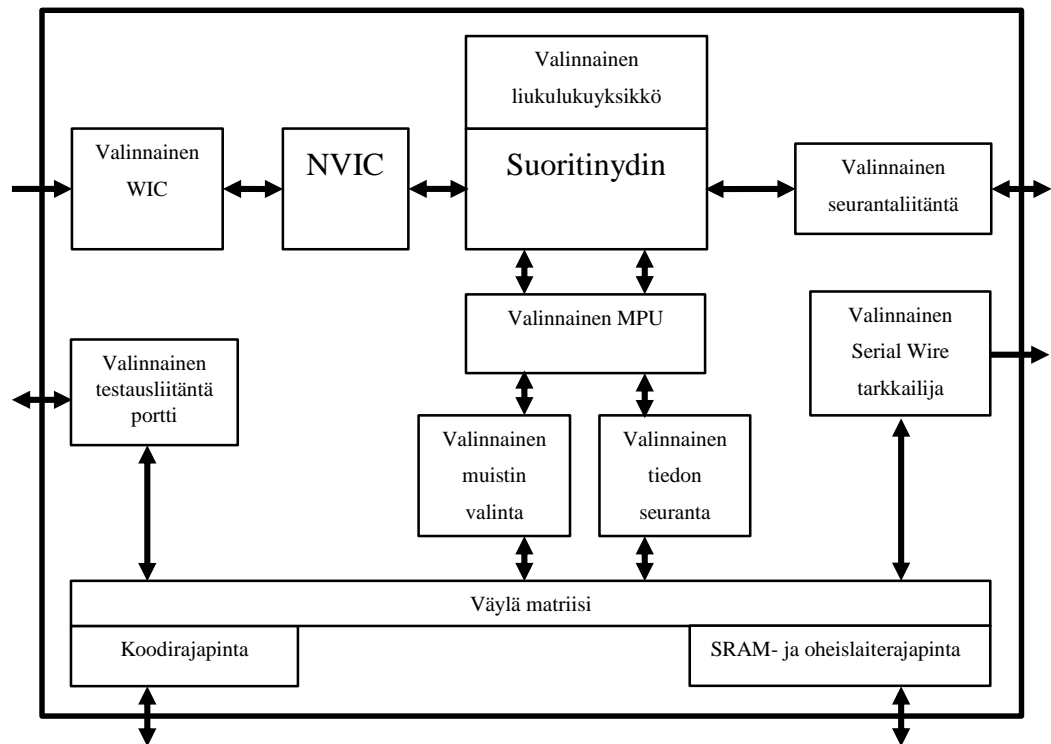 Valinnainen
liukulukuyksikkö
Valinnainen
WIC
NVIC
Suoritinydin
Valinnainen
seurantaliitäntä
Valinnainen MPU
Valinnainen
Serial Wire
tarkkailija
Valinnainen
testausliitäntä
portti
Valinnainen
muistin
valinta
Valinnainen
tiedon
seuranta
Väylä matriisi
Koodirajapinta
SRAM- ja oheislaiterajapinta